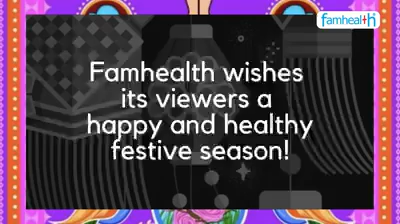 famhealth
Famhealth wishes
its viewers a
happy and healthy
festive season!